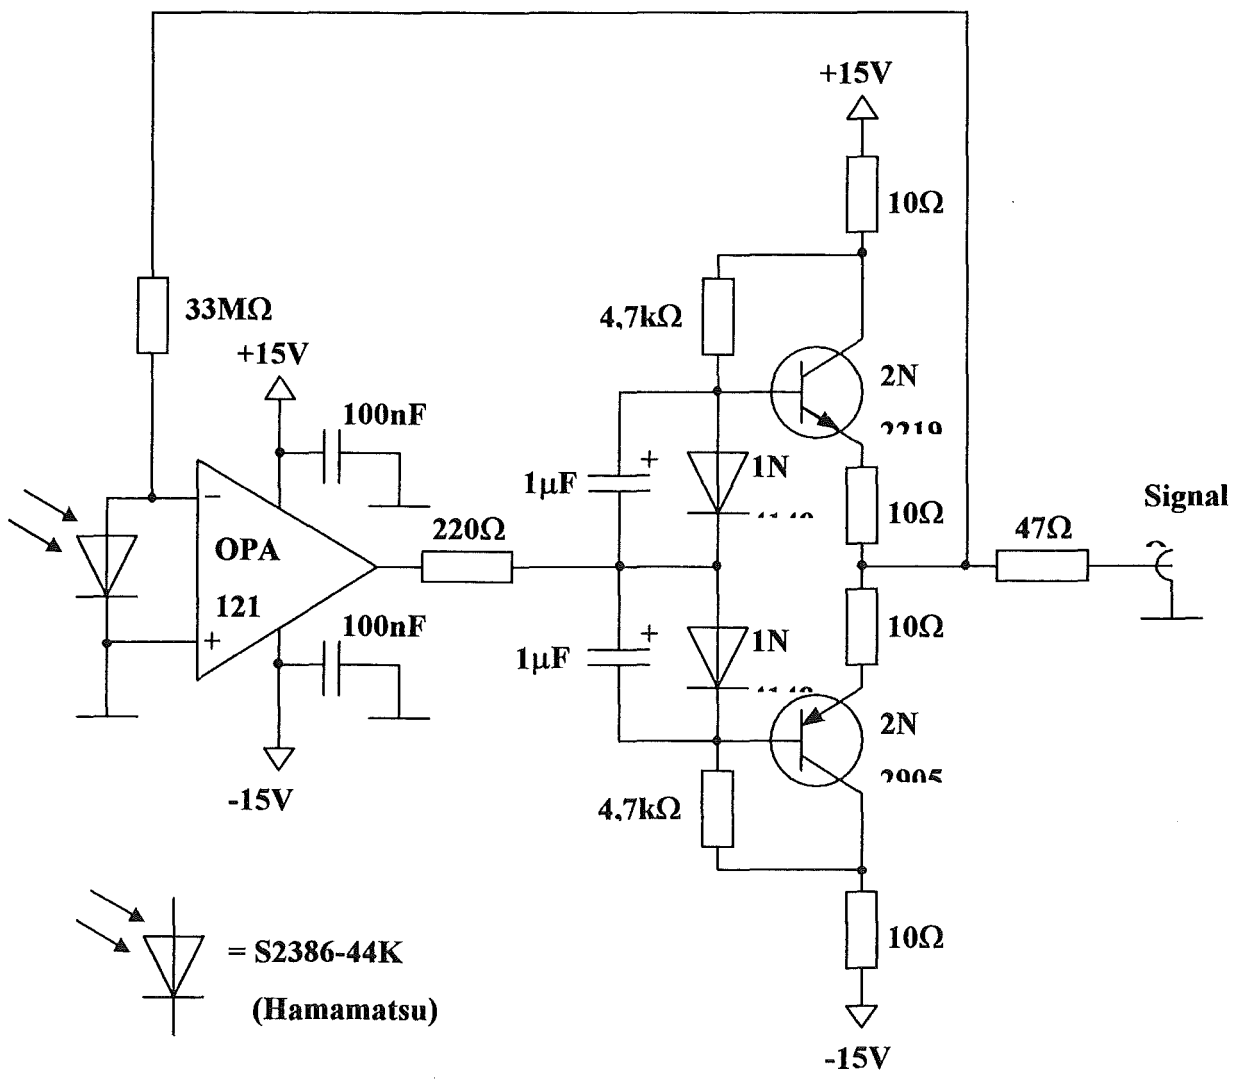 +15V
10Ω
33MΩ
4,7kΩ
+15V
2N
100nF
+
1N
1µF
−
Signal
OPA
220Ω
10Ω
47Ω
121
+
100nF
+
1N
10Ω
1µF
2N
-15V
4,7kΩ
10Ω
= S2386-44K
(Hamamatsu)
-15V